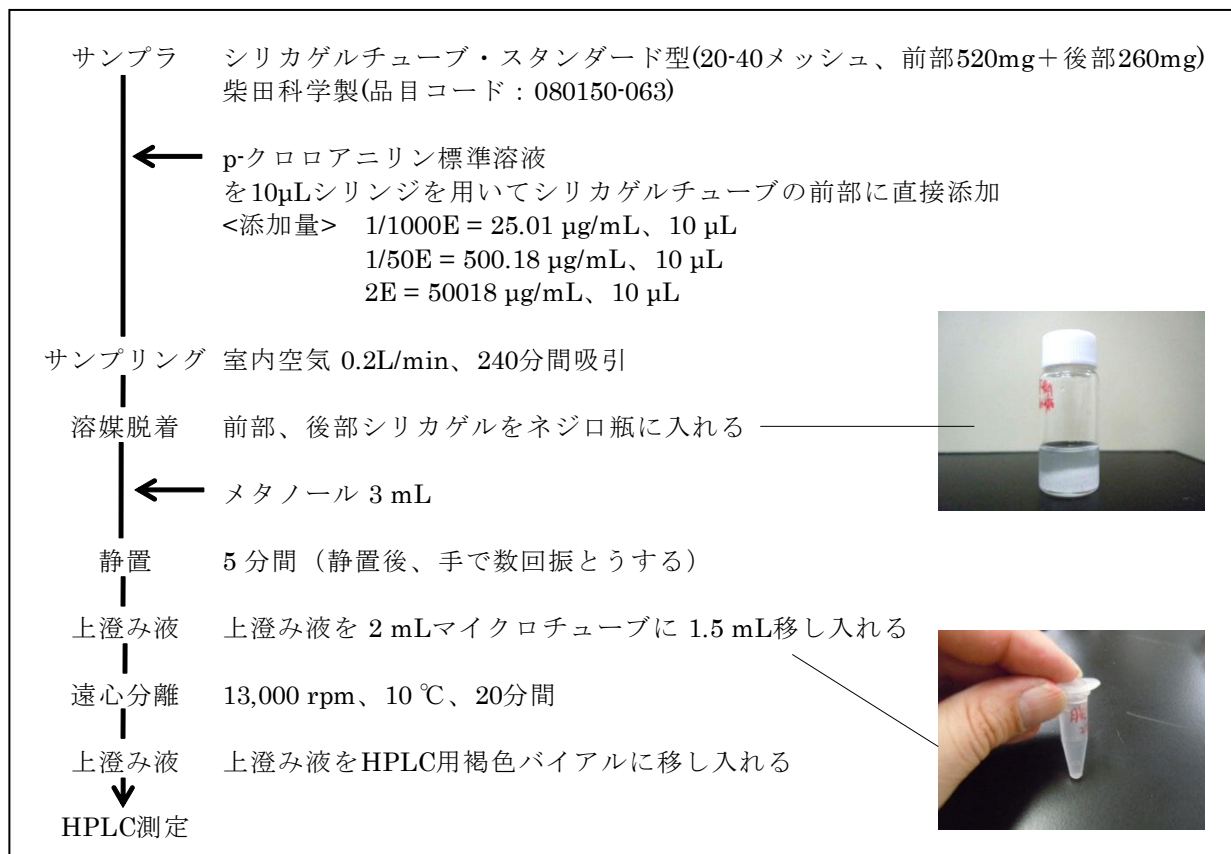 サンプラ シリカゲルチューブ・スタンダード型(20-40メッシュ、前部520mg＋後部260mg)
柴田科学製(品目コード：080150-063)
p-クロロアニリン標準溶液
を10µLシリンジを用いてシリカゲルチューブの前部に直接添加
<添加量> 1/1000E = 25.01 µg/mL、10 µL
1/50E = 500.18 µg/mL、10 µL
2E = 50018 µg/mL、10 µL
サンプリング 室内空気 0.2L/min、240分間吸引
溶媒脱着 前部、後部シリカゲルをネジロ瓶に入れる
メタノール 3 mL
静置 5 分間（静置後、手で数回振とうする）
上澄み液 上澄み液を 2 mLマイクロチューブに 1.5 mL移し入れる
遠心分離 13,000 rpm、10 ℃、20分間
上澄み液 上澄み液をHPLC用褐色バイアルに移し入れる
HPLC測定